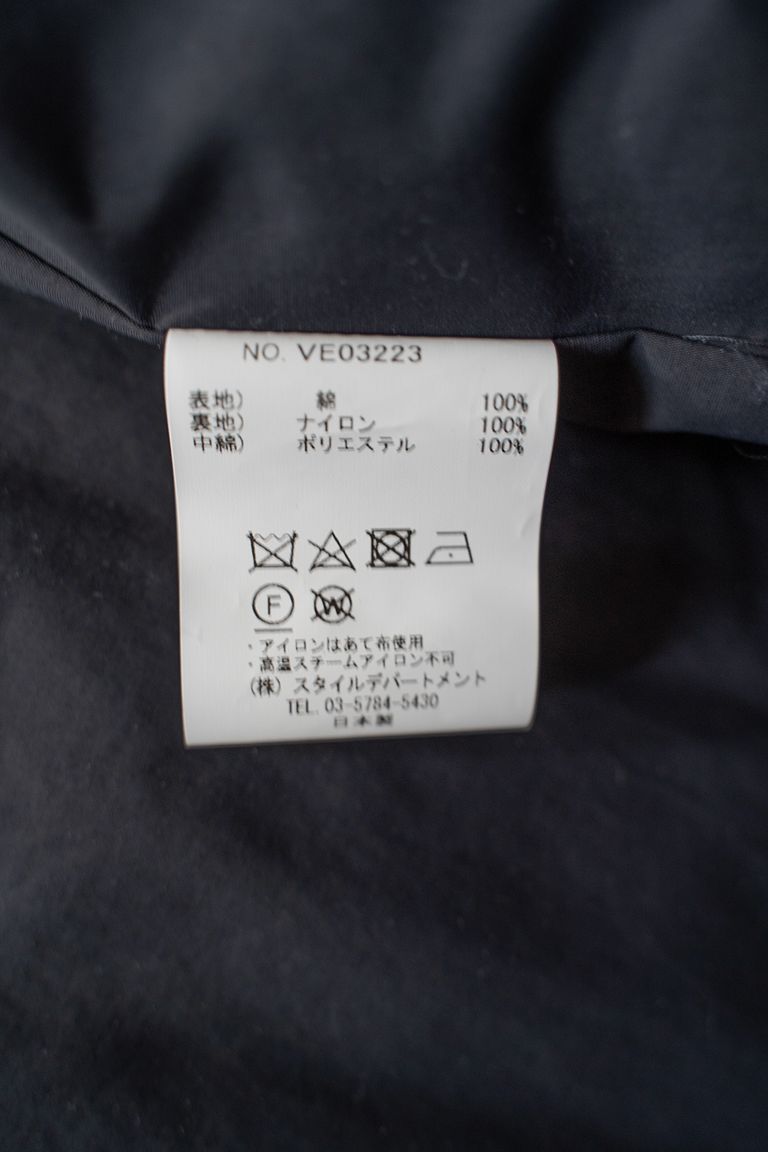 NO. VE03223
表地) 綿 100%
裏地) ナイロン 100%
中綿) ポリエステル 100%
F W
・アイロンはあて布使用
・高温スチームアイロン不可
(株) スタイルデパートメント
TEL. 03-5784-5430
日本製